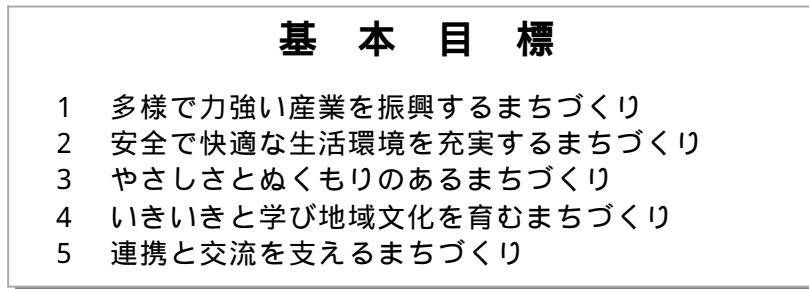 基 本 目 標
1 多様で力強い産業を振興するまちづくり
2 安全で快適な生活環境を充実するまちづくり
3 やさしさとぬくもりのあるまちづくり
4 いきいきと学び地域文化を育むまちづくり
5 連携と交流を支えるまちづくり